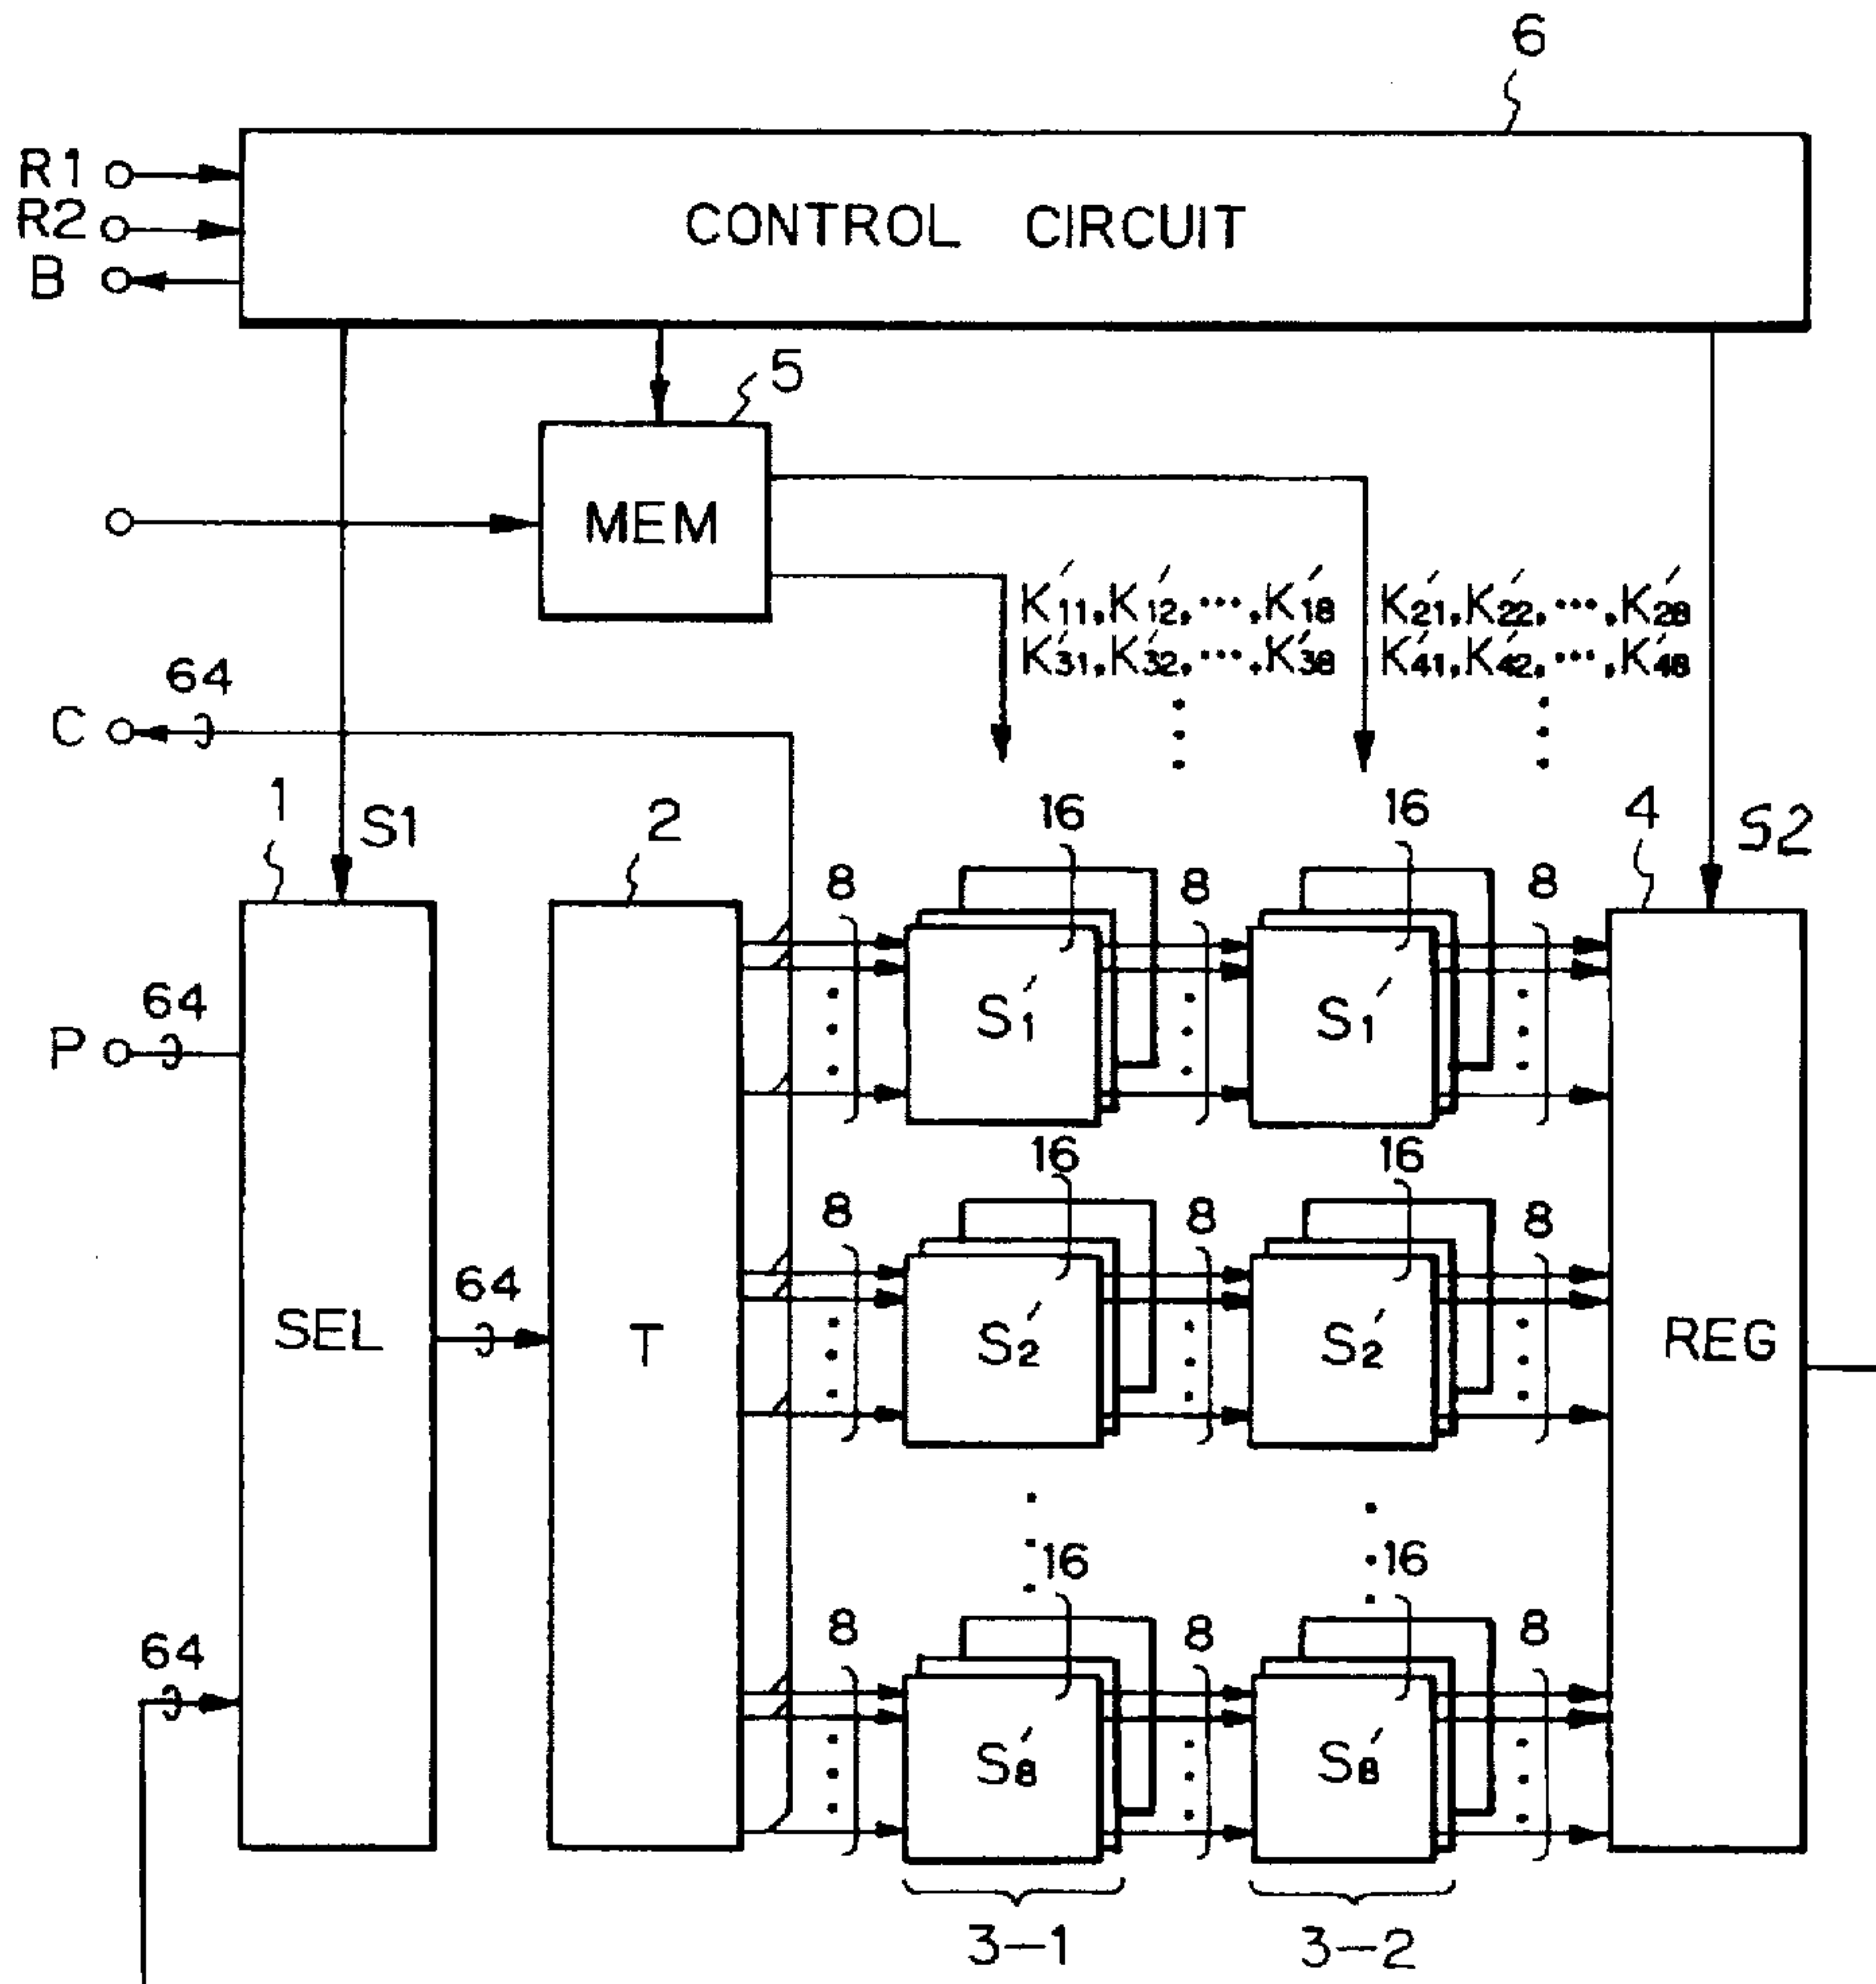 6
R1
R2
B
CONTROL CIRCUIT
5
MEM
K'11, K'12, ..., K'18
K'31, K'32, ..., K'38
K'21, K'22, ..., K'28
K'41, K'42, ..., K'48
64
C
1
S1
2
16
16
4
S2
8
8
8
S'1
S'1
64
P
16
16
8
8
8
64
SEL
T
S'2
S'2
REG
16
16
64
8
8
8
S'8
S'8
3-1
3-2